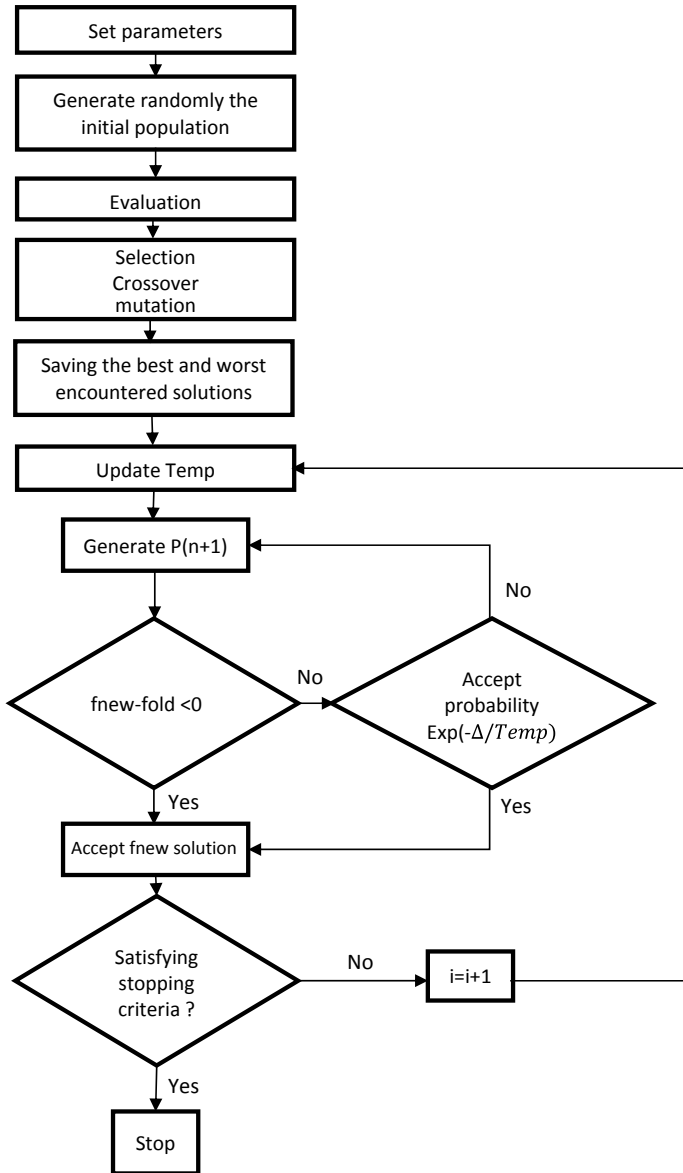 Set parameters
Generate randomly the
initial population
Evaluation
Selection
Crossover
mutation
Saving the best and worst
encountered solutions
Update Temp
Generate P(n+1)
No
fnew-fold <0
No
Accept
probability
Exp(-Δ/Temp)
Yes
Yes
Accept fnew solution
Satisfying
stopping
criteria ?
No
i=i+1
Yes
Stop